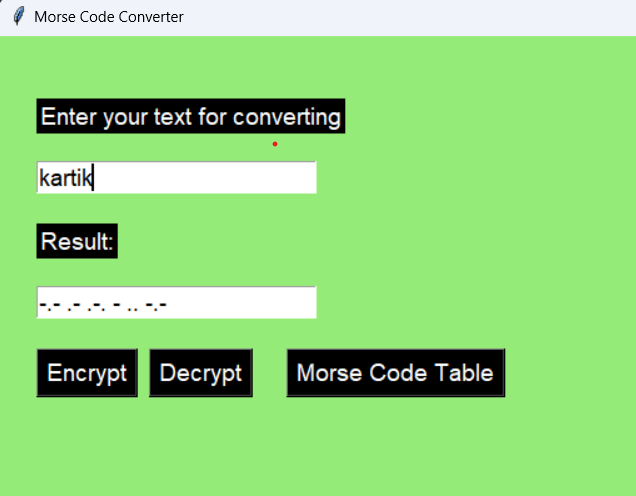 Morse Code Converter
Enter your text for converting
kartik
Result:
-.- .- .-. - .. -.-
Encrypt Decrypt Morse Code Table